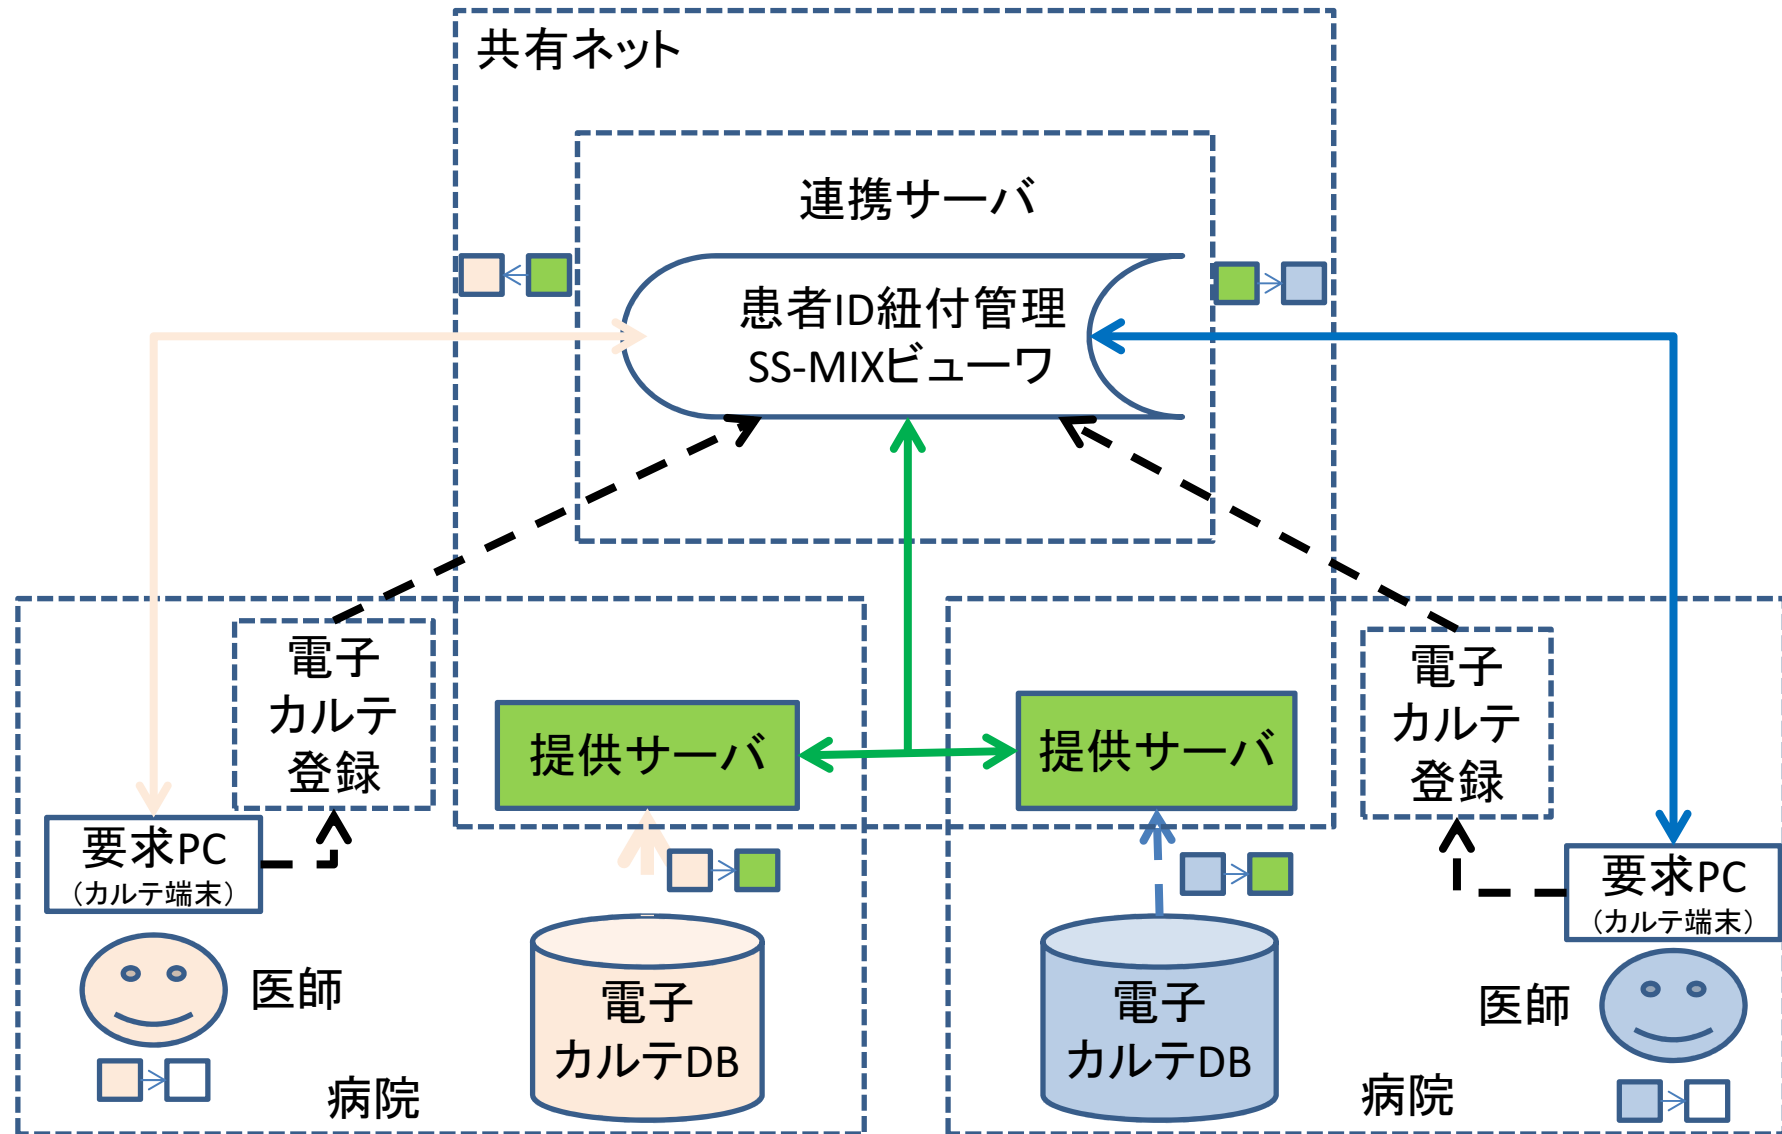 共有ネット
連携サーバ
患者ID紐付管理
SS-MIXビューワ
電子
カルテ
登録
提供サーバ
提供サーバ
電子
カルテ
登録
要求PC
（カルテ端末）
要求PC
（カルテ端末）
医師
電子
カルテDB
病院
電子
カルテDB
医師
病院